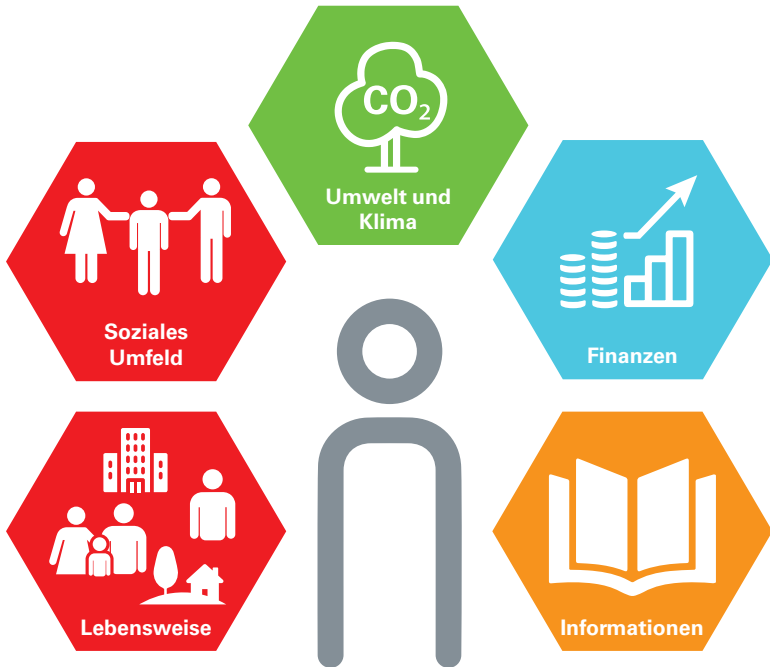 CO₂
Umwelt und
Klima
Soziales
Umfeld
Finanzen
Lebensweise
Informationen